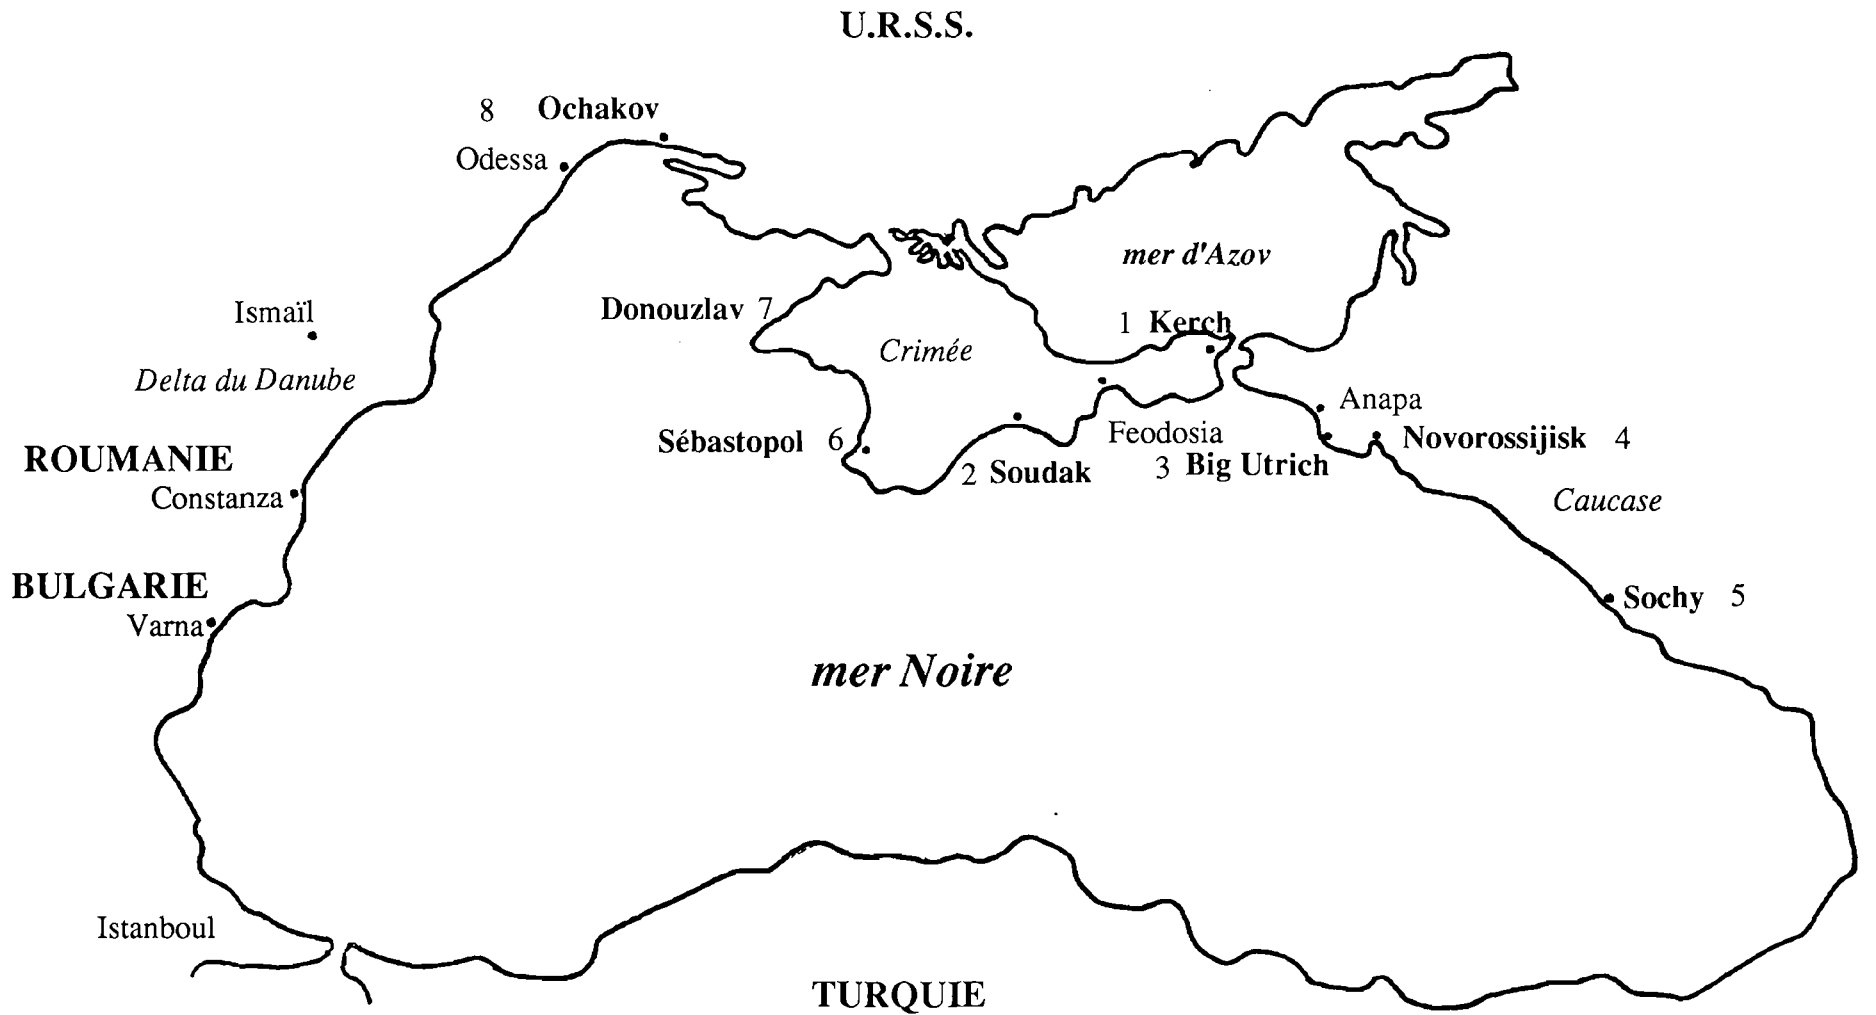 U.R.S.S.
8 Ochakov
Odessa
mer d'Azov
Ismaïl
Donouzlav 7
1 Kerch
Crimée
Delta du Danube
Anapa
Feodosia
Novorossijisk 4
Sébastopol 6
ROUMANIE
2 Soudak
3 Big Utrich
Constanza
Caucase
BULGARIE
Sochy 5
Varna
mer Noire
Istanboul
TURQUIE